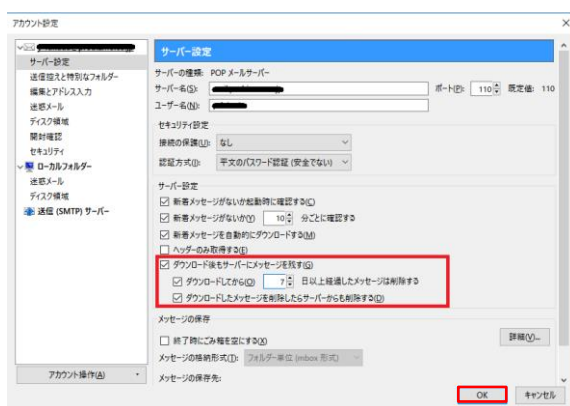 アカウント設定
サーバー設定
送信控えと特別なフォルダー
編集とアドレス入力
迷惑メール
ディスク領域
開封確認
セキュリティ
ローカルフォルダー
迷惑メール
ディスク領域
送信 (SMTP) サーバー
アカウント操作(A)
サーバー設定
サーバーの種類: POP メールサーバー
サーバー名(S): ポート(P): 110 既定値: 110
ユーザー名(N):
セキュリティ設定
接続の保護(U): なし
認証方式(I): 平文のパスワード認証 (安全でない)
サーバー設定
新着メッセージがないか起動時に確認する(C)
新着メッセージがないか(Y) 10 分ごとに確認する
新着メッセージを自動的にダウンロードする(M)
ヘッダーのみ取得する(E)
ダウンロード後もサーバーにメッセージを残す(G)
ダウンロードしてから(O) 7 日以上経過したメッセージは削除する
ダウンロードしたメッセージを削除したらサーバーからも削除する(D)
メッセージの保存
終了時にごみ箱を空にする(X) 詳細(V)...
メッセージの格納形式(T): フォルダー単位 (mbox 形式)
メッセージの保存先:
OK キャンセル